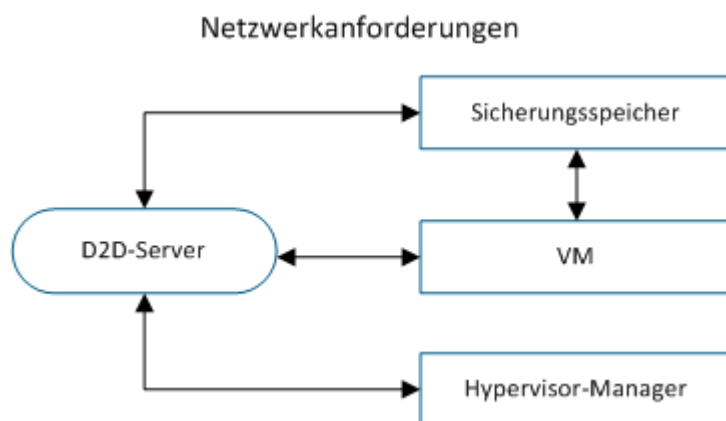 Netzwerkanforderungen
Sicherungsspeicher
D2D-Server
VM
Hypervisor-Manager